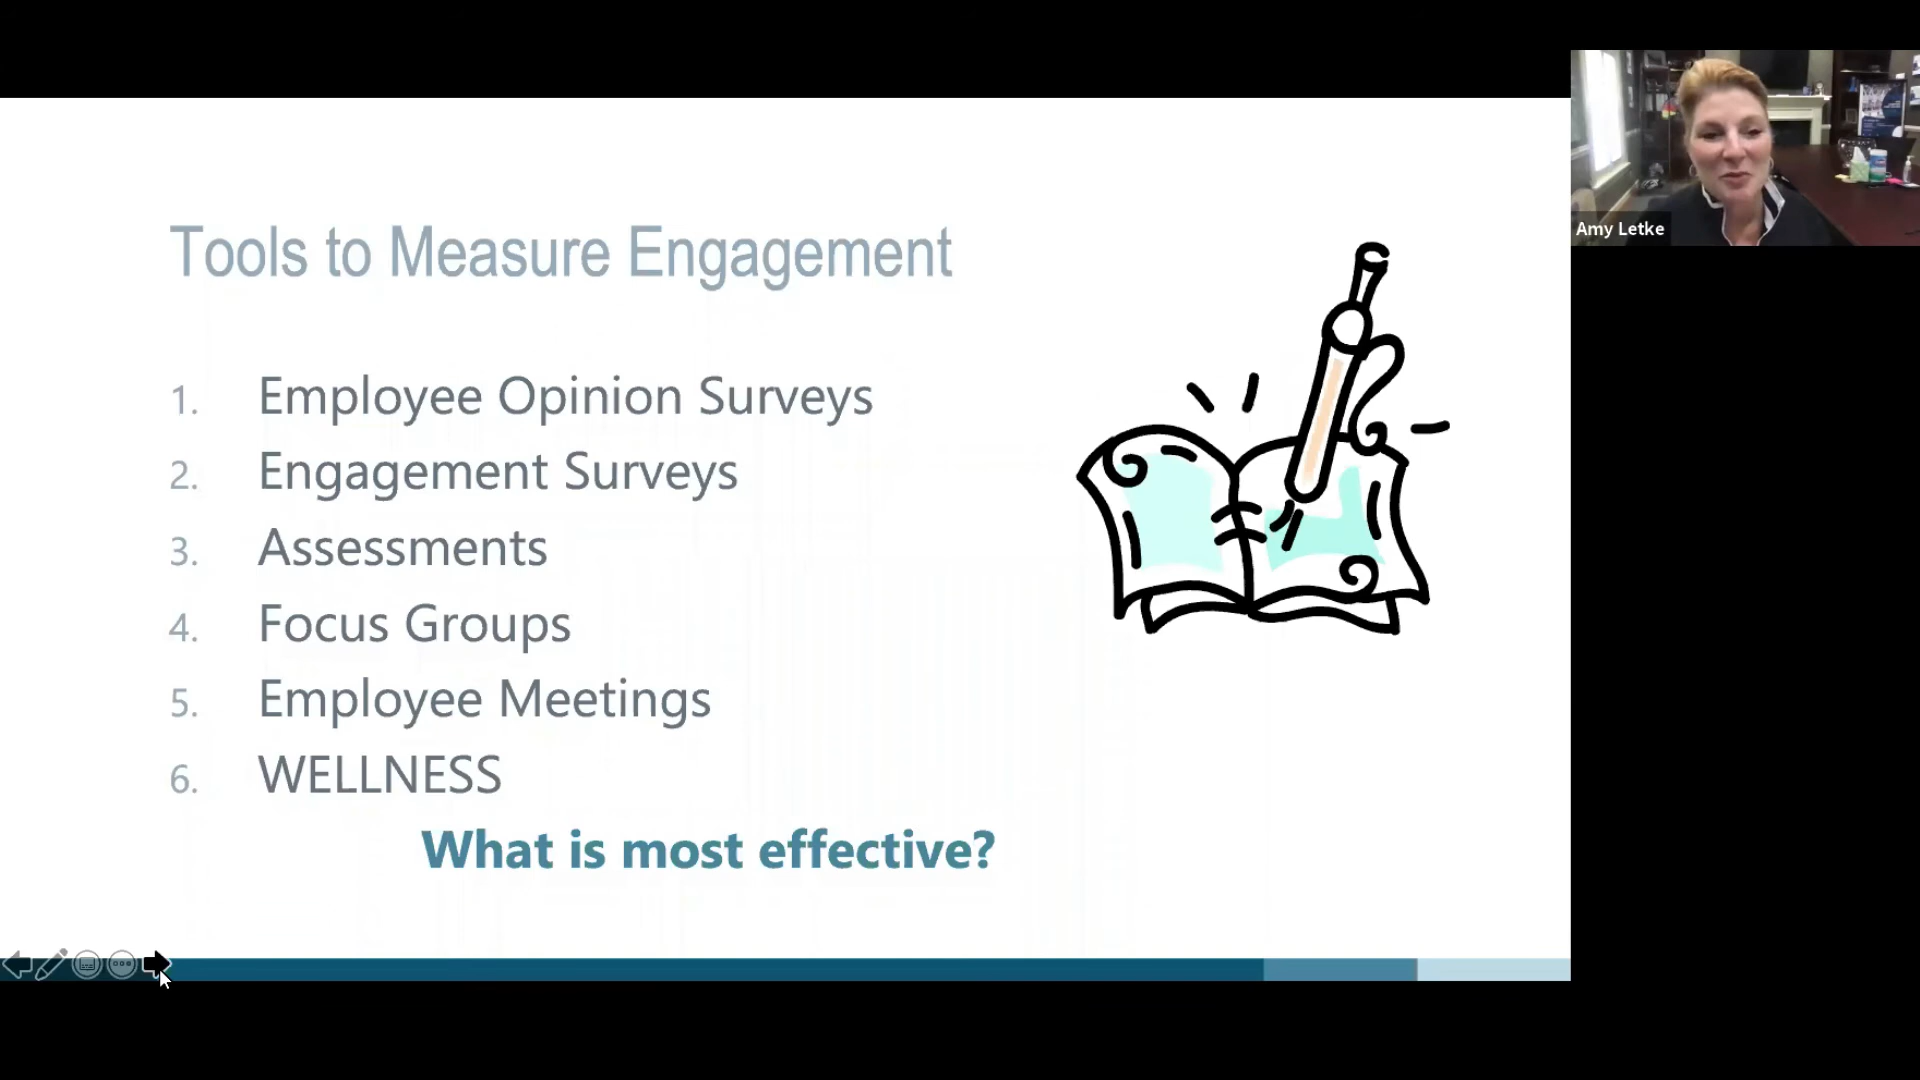 Tools to Measure Engagement
1. Employee Opinion Surveys
2. Engagement Surveys
3. Assessments
4. Focus Groups
5. Employee Meetings
6. WELLNESS
What is most effective?
Amy Letke